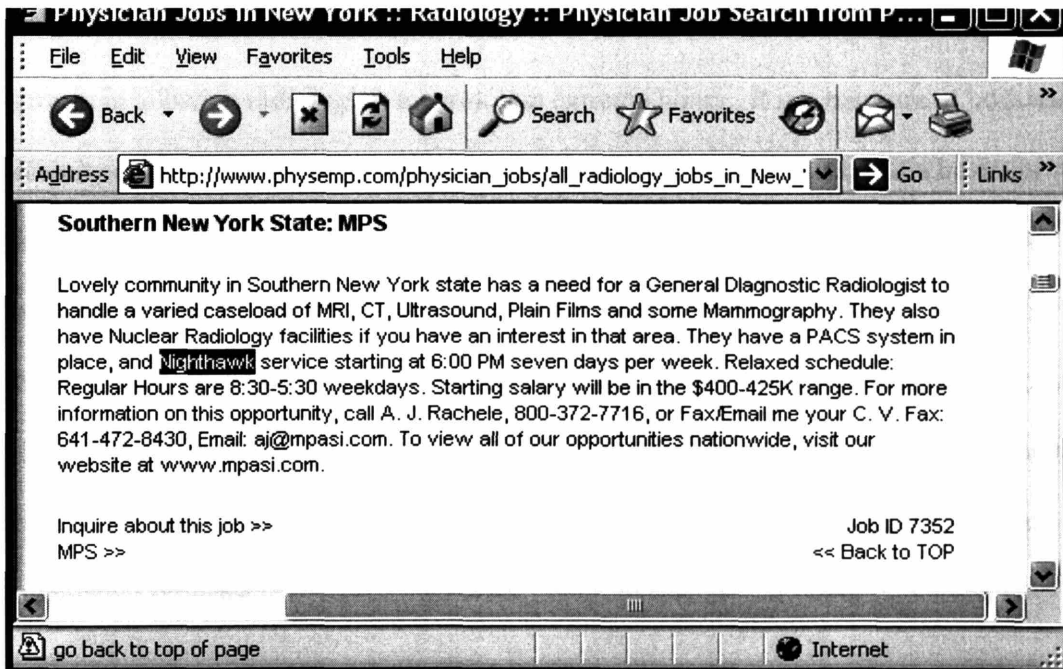 Physician Jobs in New York :: Radiology :: Physician Job Search from P...
File Edit View Favorites Tools Help
Back Search Favorites »
Address http://www.physemp.com/physician_jobs/all_radiology_jobs_in_New_' Go Links »
Southern New York State: MPS
Lovely community in Southern New York state has a need for a General Diagnostic Radiologist to
handle a varied caseload of MRI, CT, Ultrasound, Plain Films and some Mammography. They also
have Nuclear Radiology facilities if you have an interest in that area. They have a PACS system in
place, and Nighthawk service starting at 6:00 PM seven days per week. Relaxed schedule:
Regular Hours are 8:30-5:30 weekdays. Starting salary will be in the $400-425K range. For more
information on this opportunity, call A. J. Rachele, 800-372-7716, or Fax/Email me your C. V. Fax:
641-472-8430, Email: aj@mpasi.com. To view all of our opportunities nationwide, visit our
website at www.mpasi.com.
Inquire about this job >> Job ID 7352
MPS >> << Back to TOP
go back to top of page Internet